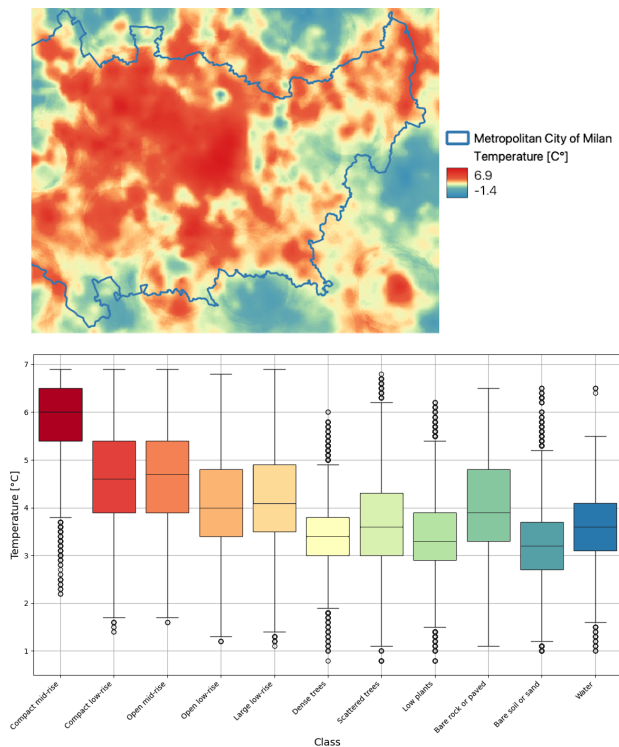 Metropolitan City of Milan
Temperature [C°]
6.9
-1.4
Temperature [°C]
7
6
5
4
3
2
1
Compact mid-rise
Compact low-rise
Open mid-rise
Open low-rise
Large low-rise
Dense trees
Scattered trees
Low plants
Bare rock or paved
Bare soil or sand
Water
Class